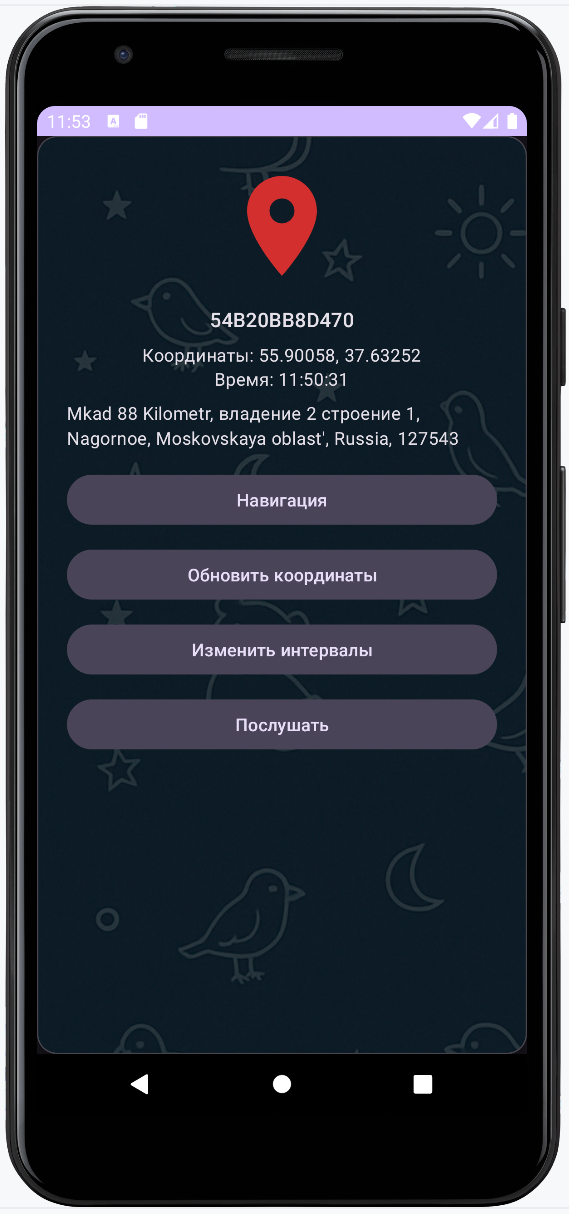 11:53
54B20BB8D470
Координаты: 55.90058, 37.63252
Время: 11:50:31
Mkad 88 Kilometr, владение 2 строение 1,
Nagornoe, Moskovskaya oblast', Russia, 127543
Навигация
Обновить координаты
Изменить интервалы
Послушать